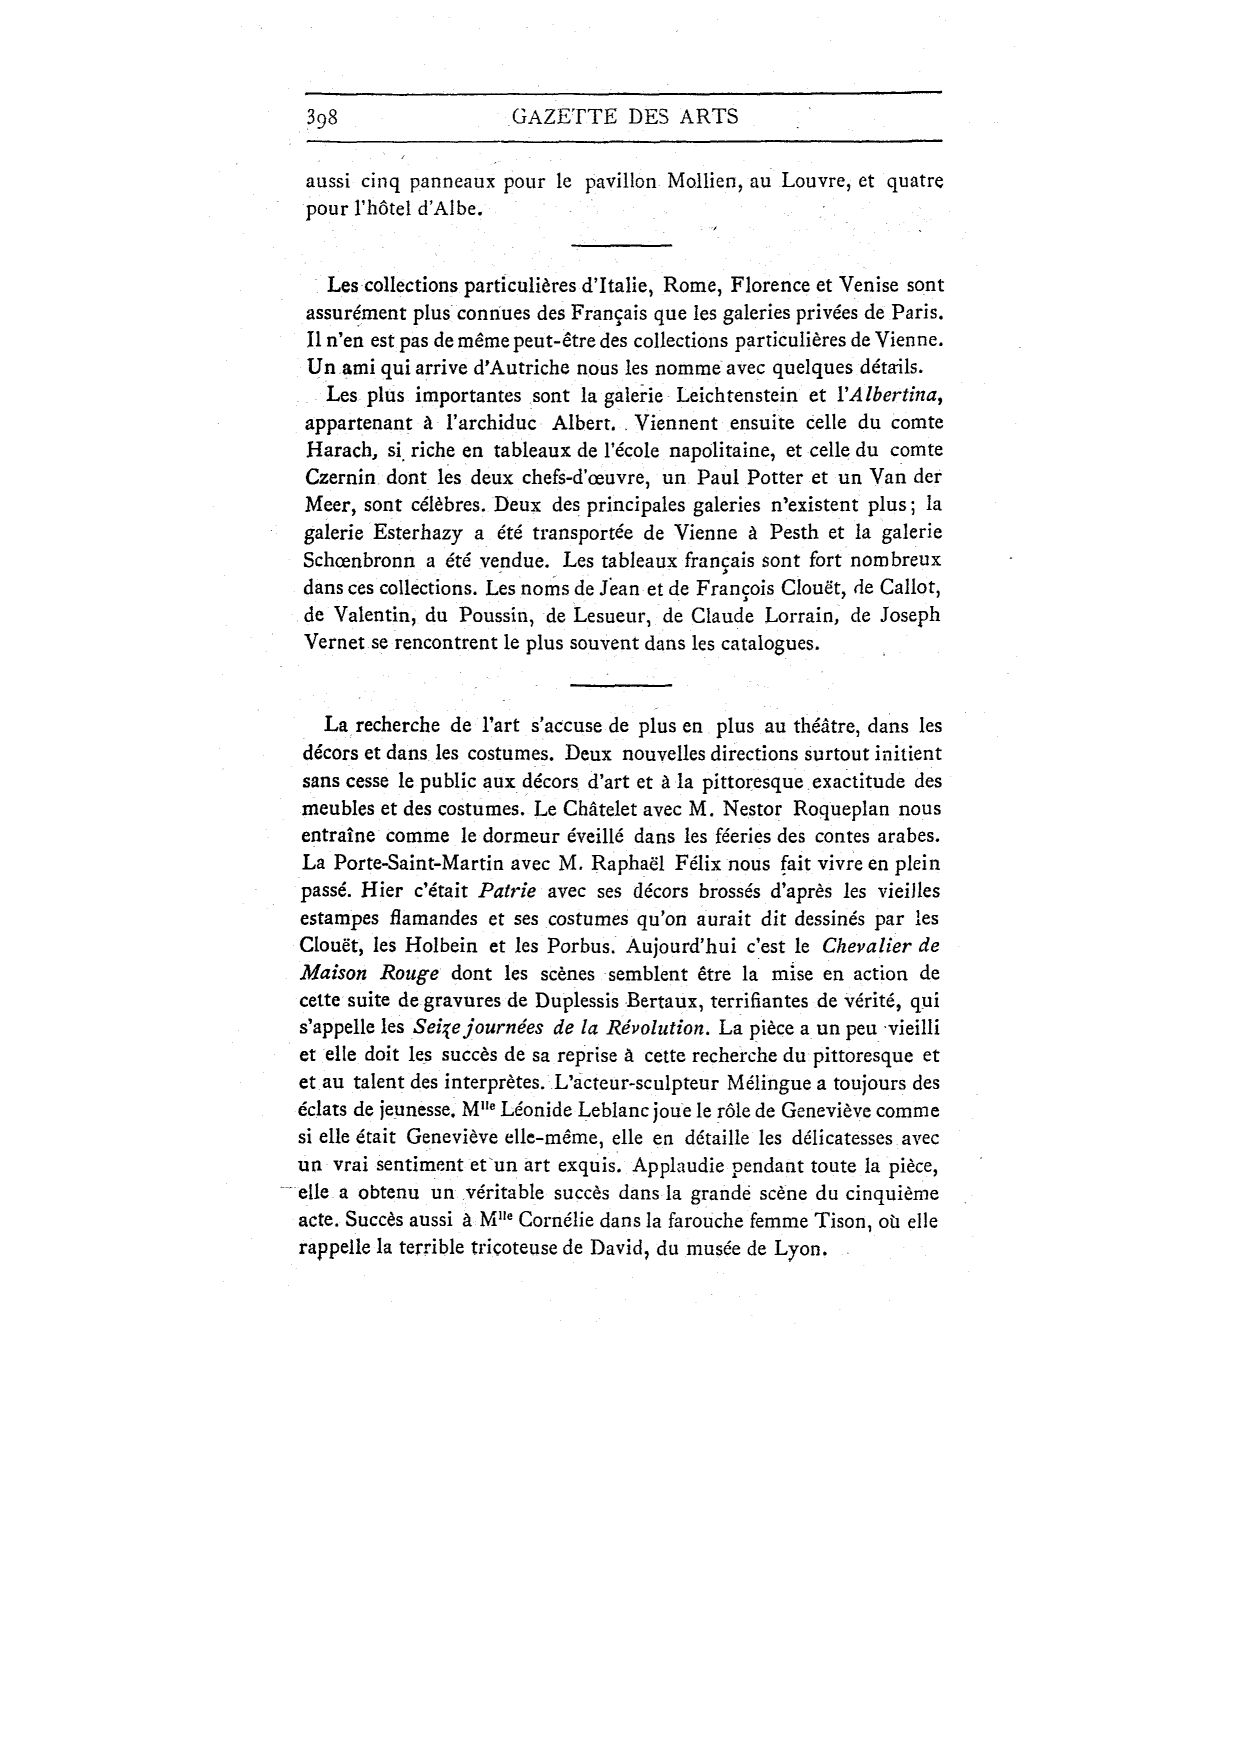 398 GAZETTE DES ARTS
aussi cinq panneaux pour le pavillon Mollien, au Louvre, et quatre
pour l'hôtel d'Albe.
Les collections particulières d'Italie, Rome, Florence et Venise sont
assurément plus connues des Français que les galeries privées de Paris.
Il n'en est pas de même peut-être des collections particulières de Vienne.
Un ami qui arrive d'Autriche nous les nomme avec quelques détails.
Les plus importantes sont la galerie Leichtenstein et l'Albertina,
appartenant à l'archiduc Albert. Viennent ensuite celle du comte
Harach, si riche en tableaux de l'école napolitaine, et celle du comte
Czernin dont les deux chefs-d'œuvre, un Paul Potter et un Van der
Meer, sont célèbres. Deux des principales galeries n'existent plus; la
galerie Esterhazy a été transportée de Vienne à Pesth et la galerie
Schœnbronn a été vendue. Les tableaux français sont fort nombreux
dans ces collections. Les noms de Jean et de François Clouët, de Callot,
de Valentin, du Poussin, de Lesueur, de Claude Lorrain, de Joseph
Vernet se rencontrent le plus souvent dans les catalogues.
La recherche de l'art s'accuse de plus en plus au théâtre, dans les
décors et dans les costumes. Deux nouvelles directions surtout initient
sans cesse le public aux décors d'art et à la pittoresque exactitude des
meubles et des costumes. Le Châtelet avec M. Nestor Roqueplan nous
entraîne comme le dormeur éveillé dans les féeries des contes arabes.
La Porte-Saint-Martin avec M. Raphaël Félix nous fait vivre en plein
passé. Hier c'était Patrie avec ses décors brossés d'après les vieilles
estampes flamandes et ses costumes qu'on aurait dit dessinés par les
Clouët, les Holbein et les Porbus. Aujourd'hui c'est le Chevalier de
Maison Rouge dont les scènes semblent être la mise en action de
cette suite de gravures de Duplessis Bertaux, terrifiantes de vérité, qui
s'appelle les Seize journées de la Révolution. La pièce a un peu vieilli
et elle doit les succès de sa reprise à cette recherche du pittoresque et
et au talent des interprètes. L'acteur-sculpteur Mélingue a toujours des
éclats de jeunesse. Mlle Léonide Leblanc joue le rôle de Geneviève comme
si elle était Geneviève elle-même, elle en détaille les délicatesses avec
un vrai sentiment et un art exquis. Applaudie pendant toute la pièce,
elle a obtenu un véritable succès dans la grande scène du cinquième
acte. Succès aussi à Mlle Cornélie dans la farouche femme Tison, où elle
rappelle la terrible tricoteuse de David, du musée de Lyon.